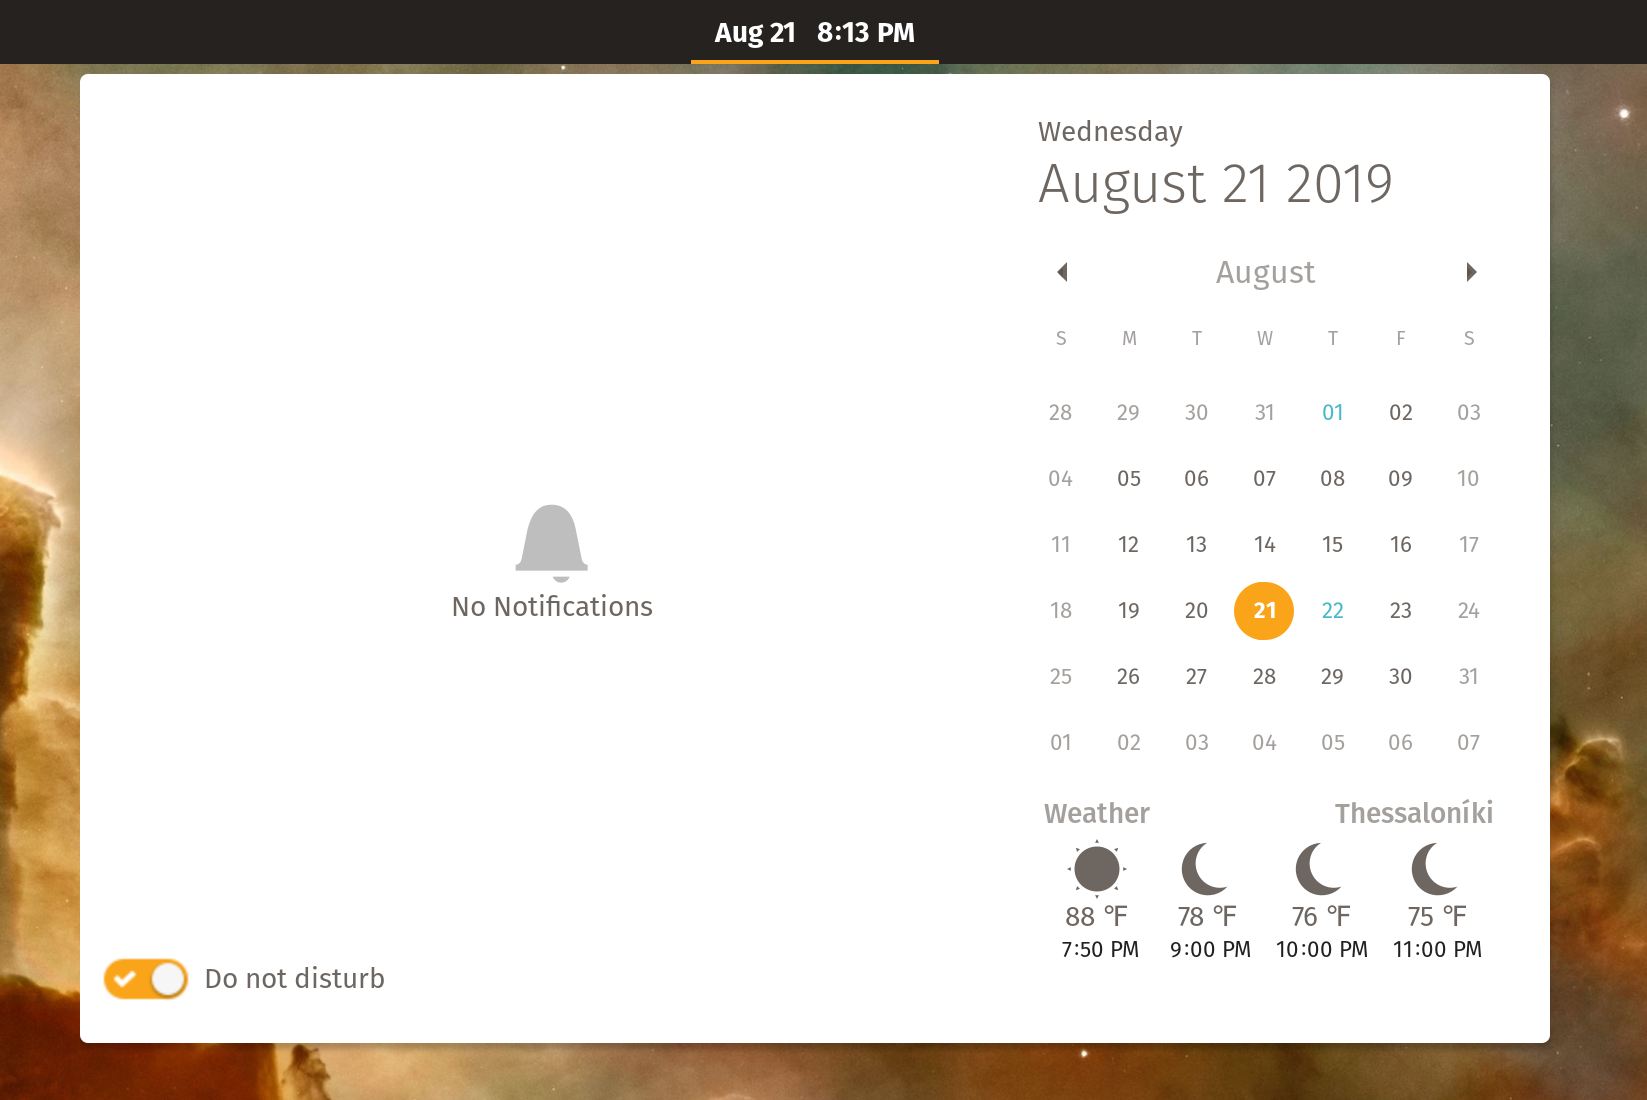 Aug 21 8:13 PM
No Notifications
Do not disturb
Wednesday
August 21 2019
August
S M T W T F S
28 29 30 31 01 02 03
04 05 06 07 08 09 10
11 12 13 14 15 16 17
18 19 20 21 22 23 24
25 26 27 28 29 30 31
01 02 03 04 05 06 07
Weather Thessaloníki
88 °F 78 °F 76 °F 75 °F
7:50 PM 9:00 PM 10:00 PM 11:00 PM